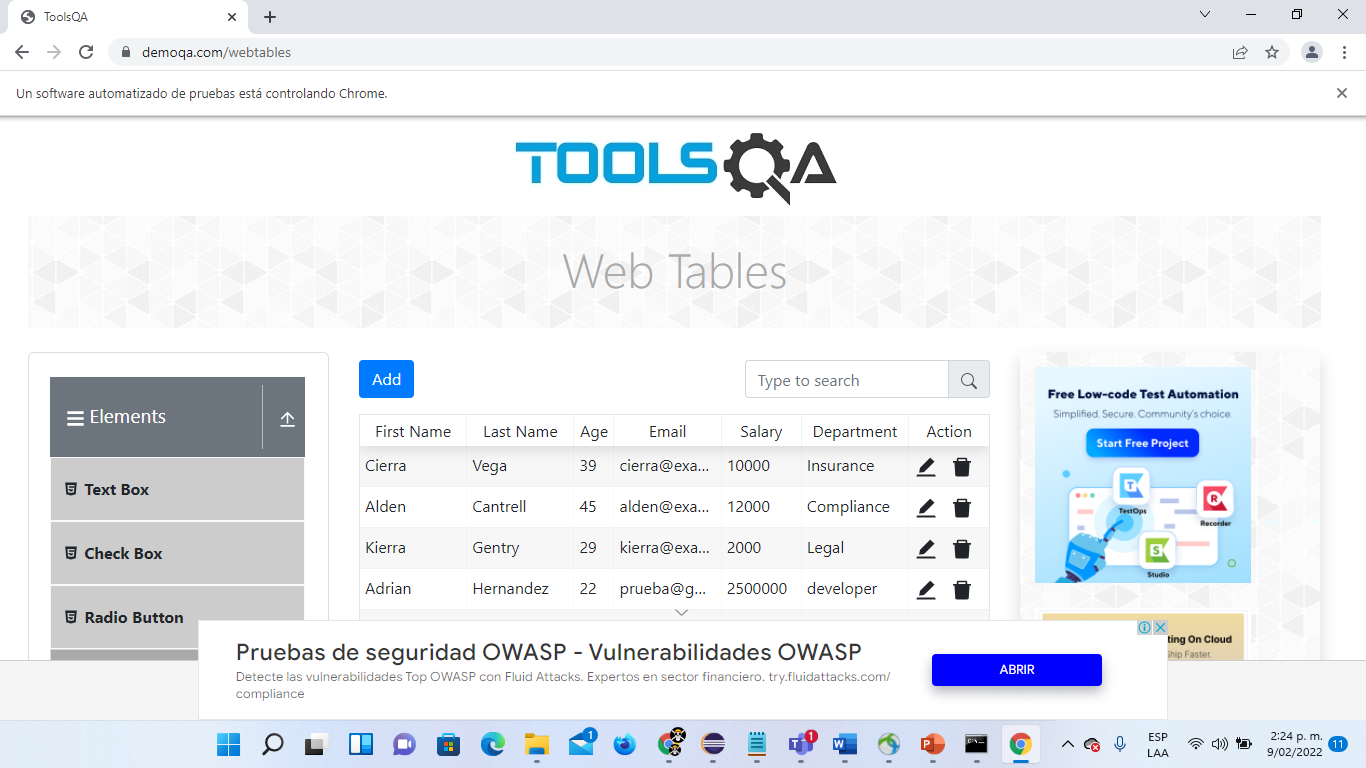 ToolsQA
demoqa.com/webtables
Un software automatizado de pruebas está controlando Chrome.
TOOLSQA
Web Tables
Elements
Text Box
Check Box
Radio Button
Add
Type to search
First Name Last Name Age Email Salary Department Action
Cierra Vega 39 cierra@exa... 10000 Insurance
Alden Cantrell 45 alden@exa... 12000 Compliance
Kierra Gentry 29 kierra@exa... 2000 Legal
Adrian Hernandez 22 prueba@g... 2500000 developer
Free Low-code Test Automation
Simplified. Secure. Community's choice.
Start Free Project
TestOps
Recorder
Studio
ting On Cloud
Ship Faster.
Pruebas de seguridad OWASP - Vulnerabilidades OWASP
Detecte las vulnerabilidades Top OWASP con Fluid Attacks. Expertos en sector financiero. try.fluidattacks.com/
compliance
ABRIR
1
1
ESP
LAA
2:24 p. m.
9/02/2022
11